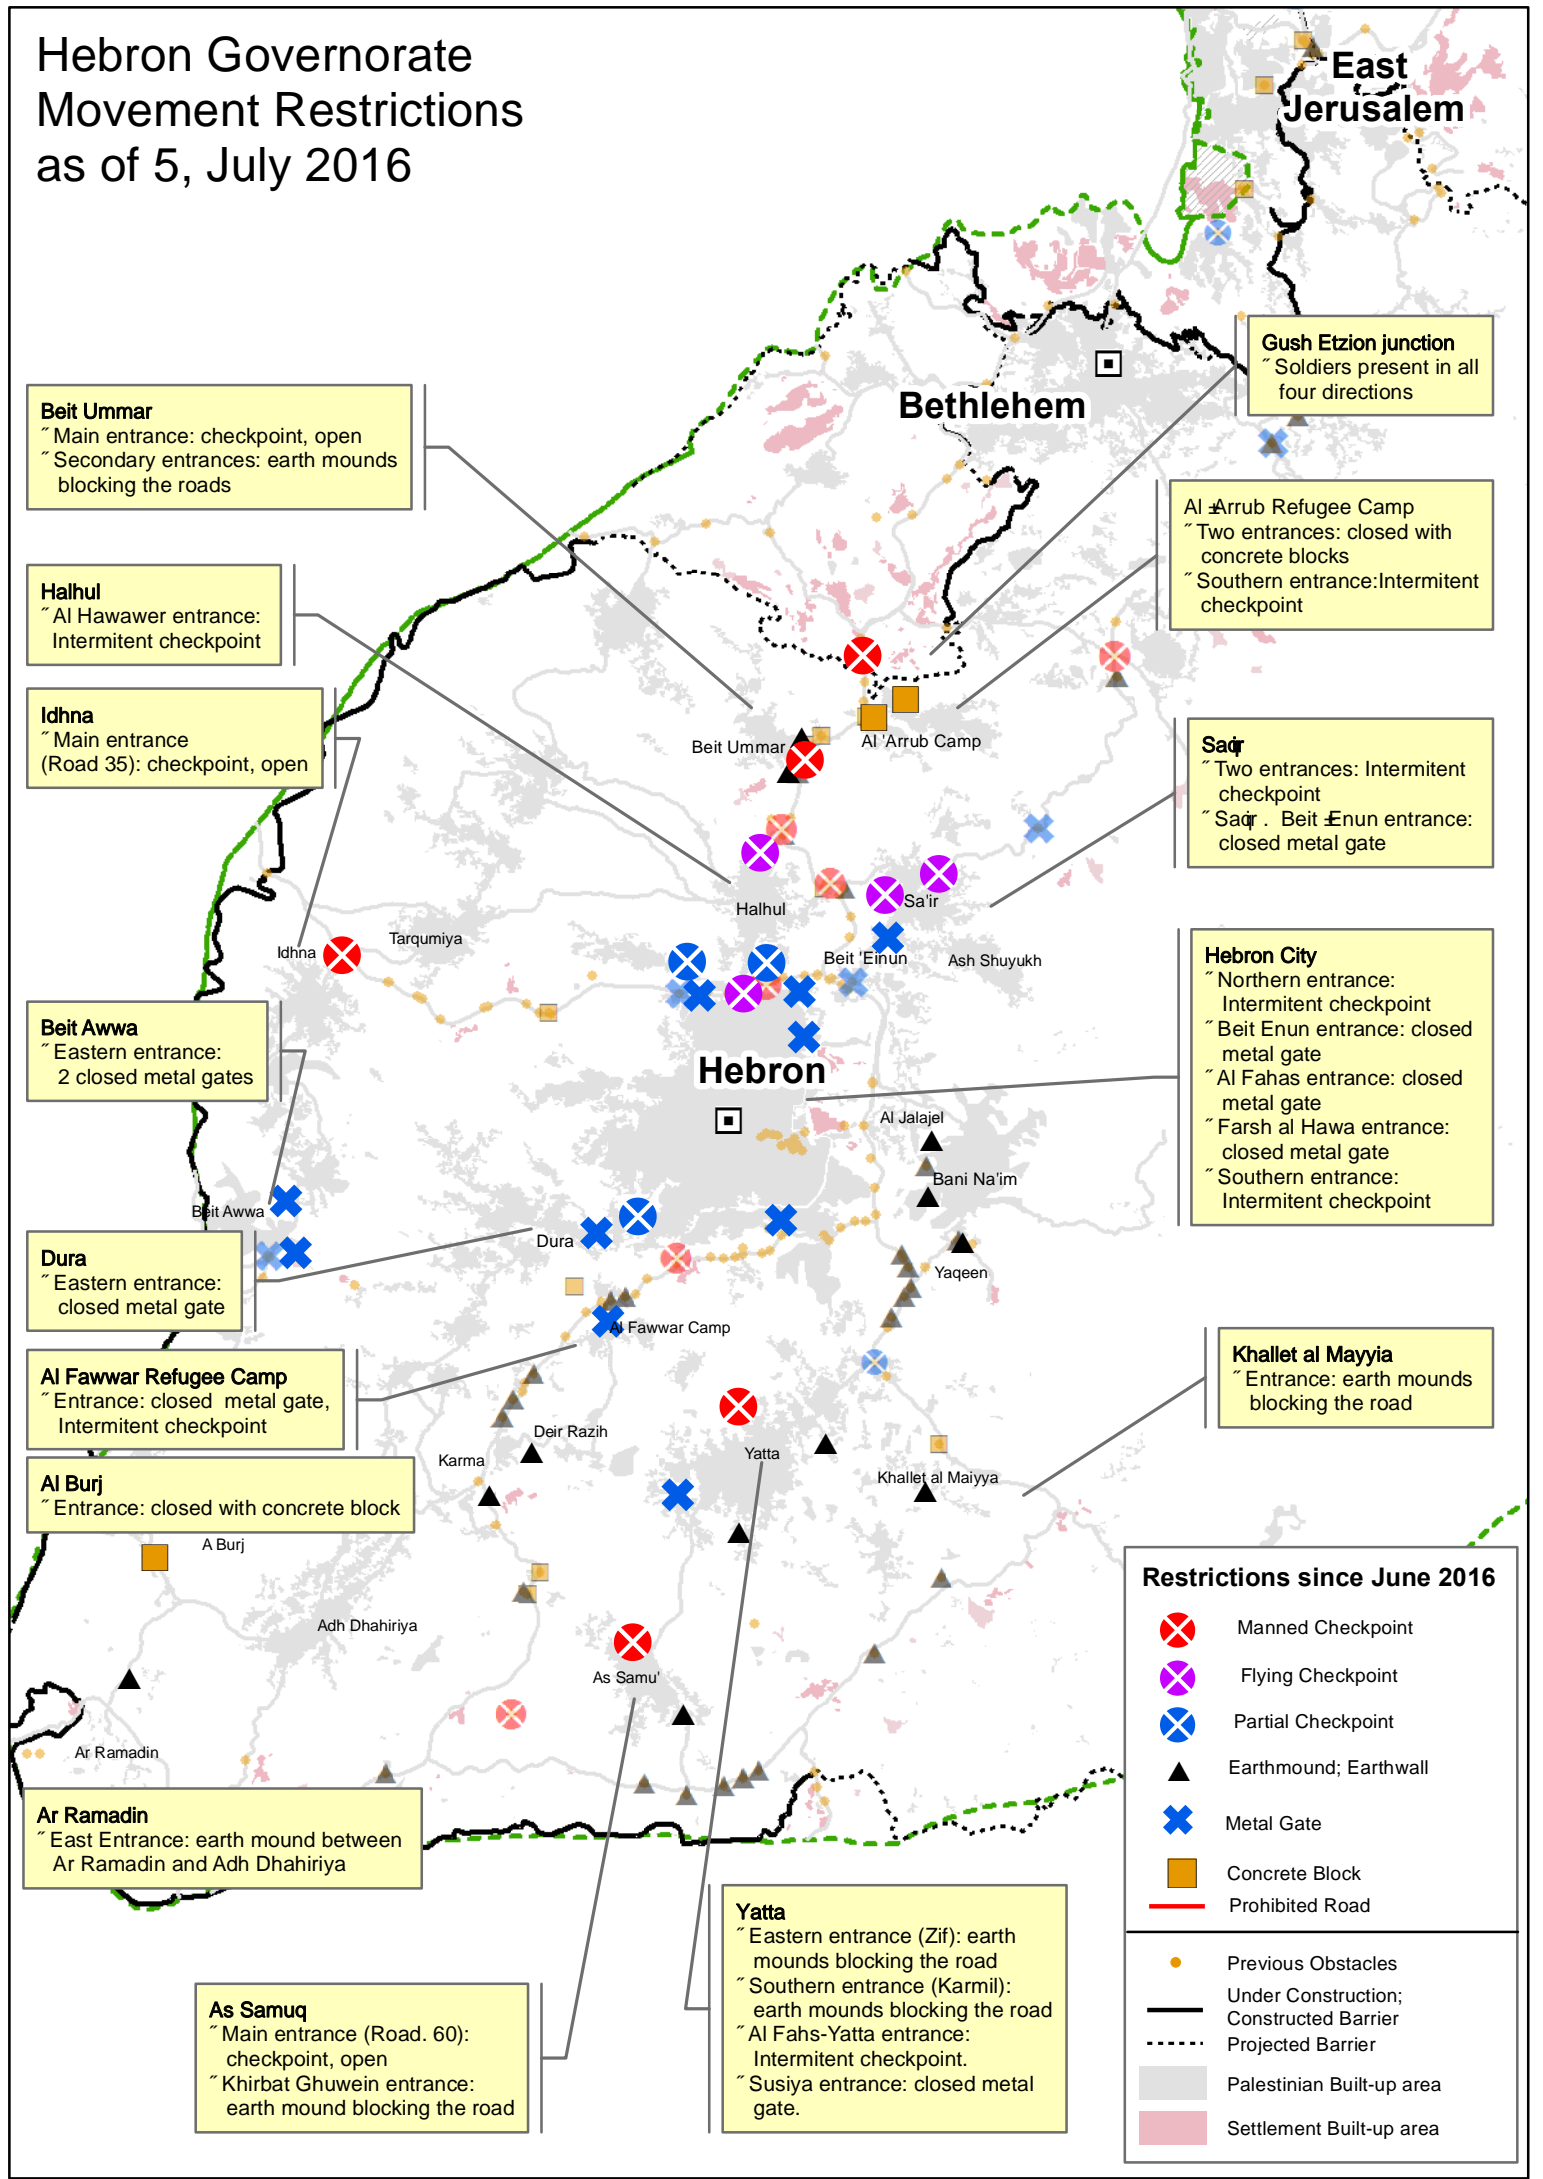 Hebron Governorate
Movement Restrictions
as of 5, July 2016
East
Jerusalem
Gush Etzion junction
˝ Soldiers present in all
four directions
Bethlehem
Beit Ummar
˝ Main entrance: checkpoint, open
˝ Secondary entrances: earth mounds
blocking the roads
Al ±Arrub Refugee Camp
˝ Two entrances: closed with
concrete blocks
˝ Southern entrance:Intermitent
checkpoint
Halhul
˝ Al Hawawer entrance:
Intermitent checkpoint
Idhna
˝ Main entrance
(Road 35): checkpoint, open
Beit Ummar
Al 'Arrub Camp
˝ Two entrances: Intermitent
checkpoint
Beit ±Enun entrance:
closed metal gate
Halhul
Sa'ir
Idhna
Tarqumiya
Beit 'Einun
Ash Shuyukh
Hebron City
˝ Northern entrance:
Intermitent checkpoint
˝ Beit Enun entrance: closed
metal gate
˝ Al Fahas entrance: closed
metal gate
˝ Farsh al Hawa entrance:
closed metal gate
˝ Southern entrance:
Intermitent checkpoint
Beit Awwa
˝ Eastern entrance:
2 closed metal gates
Hebron
Al Jalajel
Bani Na'im
Beit Awwa
Dura
Yaqeen
Dura
˝ Eastern entrance:
closed metal gate
Al Fawwar Camp
Al Fawwar Refugee Camp
˝ Entrance: closed metal gate,
Intermitent checkpoint
Khallet al Mayyia
˝ Entrance: earth mounds
blocking the road
Deir Razih
Karma
Yatta
Khallet al Maiyya
Al Burj
˝ Entrance: closed with concrete block
A Burj
Adh Dhahiriya
As Samu'
Ar Ramadin
Ar Ramadin
˝ East Entrance: earth mound between
Ar Ramadin and Adh Dhahiriya
As Samuq
˝ Main entrance (Road. 60):
checkpoint, open
˝ Khirbat Ghuwein entrance:
earth mound blocking the road
Yatta
˝ Eastern entrance (Zif): earth
mounds blocking the road
˝ Southern entrance (Karmil):
earth mounds blocking the road
˝ Al Fahs-Yatta entrance:
Intermitent checkpoint.
˝ Susiya entrance: closed metal
gate.
Restrictions since June 2016
Manned Checkpoint
Flying Checkpoint
Partial Checkpoint
Earthmound; Earthwall
Metal Gate
Concrete Block
Prohibited Road
Previous Obstacles
Under Construction;
Constructed Barrier
Projected Barrier
Palestinian Built-up area
Settlement Built-up area